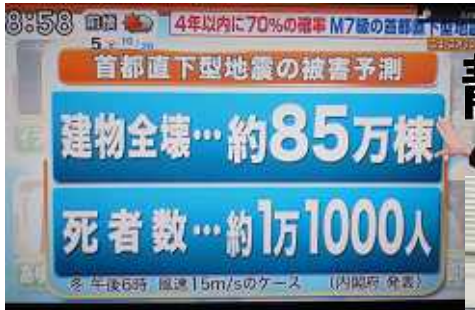 8:58
4年以内に70%の確率 M7級の首都直下型地震
首都直下型地震の被害予測
建物全壊…約85万棟
死者数…約1万1000人
冬 午後6時 風速15m/sのケース (内閣府 発表)